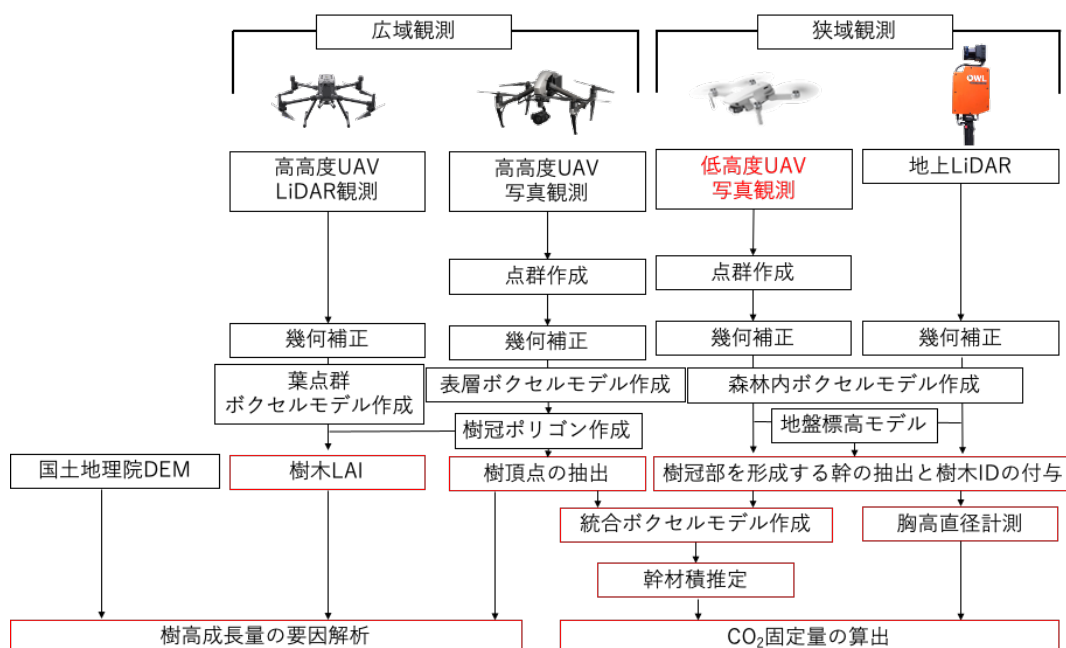 広域観測
狭域観測
OWL
高高度UAV
LiDAR観測
高高度UAV
写真観測
低高度UAV
写真観測
地上LiDAR
点群作成
点群作成
幾何補正
幾何補正
幾何補正
幾何補正
葉点群
ボクセルモデル作成
表層ボクセルモデル作成
森林内ボクセルモデル作成
樹冠ポリゴン作成
地盤標高モデル
国土地理院DEM
樹木LAI
樹頂点の抽出
樹冠部を形成する幹の抽出と樹木IDの付与
統合ボクセルモデル作成
胸高直径計測
幹材積推定
樹高成長量の要因解析
CO₂固定量の算出